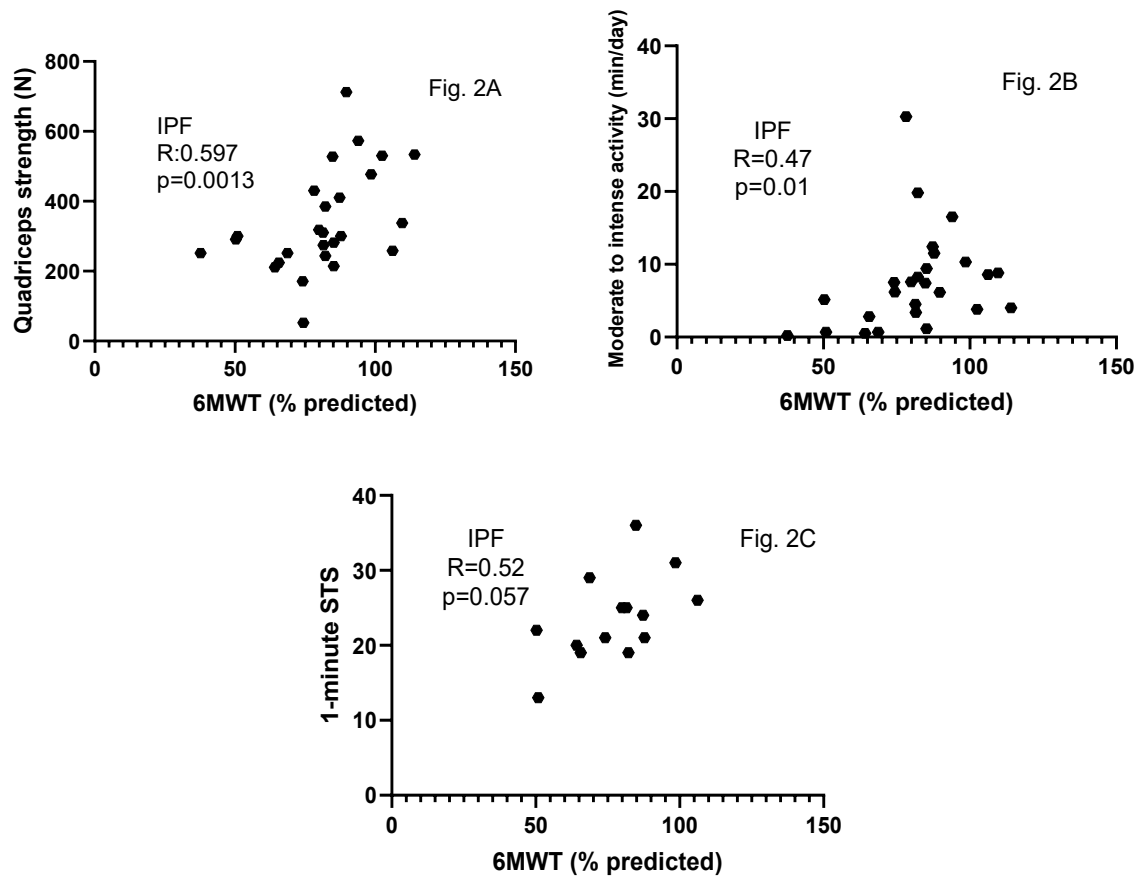 Fig. 2A
Quadriceps strength (N)
800
600
400
200
0
IPF
R:0.597
p=0.0013
0 50 100 150
6MWT (% predicted)
Fig. 2B
Moderate to intense activity (min/day)
40
30
20
10
0
IPF
R=0.47
p=0.01
0 50 100 150
6MWT (% predicted)
Fig. 2C
1-minute STS
40
30
20
10
0
IPF
R=0.52
p=0.057
0 50 100 150
6MWT (% predicted)